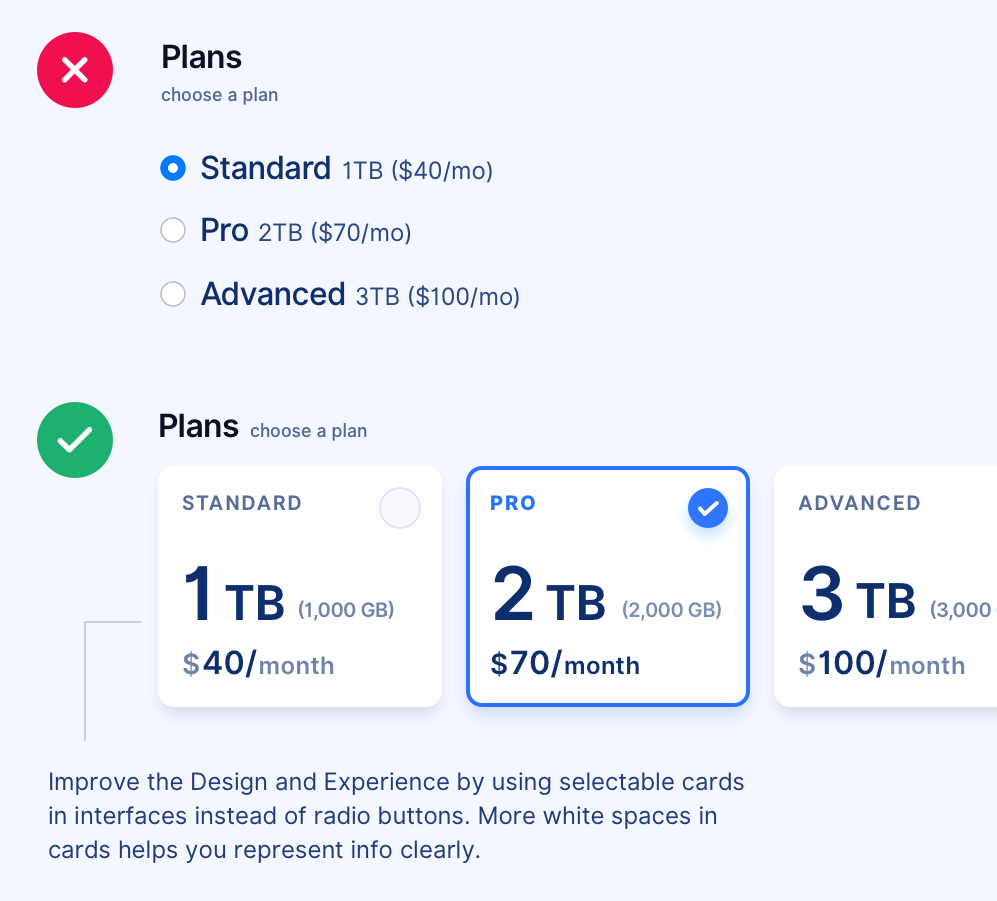 Plans
choose a plan
Standard 1TB ($40/mo)
Pro 2TB ($70/mo)
Advanced 3TB ($100/mo)
Plans choose a plan
STANDARD
1 TB (1,000 GB)
$40/month
PRO
2 TB (2,000 GB)
$70/month
ADVANCED
3 TB (3,000
$100/month
Improve the Design and Experience by using selectable cards
in interfaces instead of radio buttons. More white spaces in
cards helps you represent info clearly.